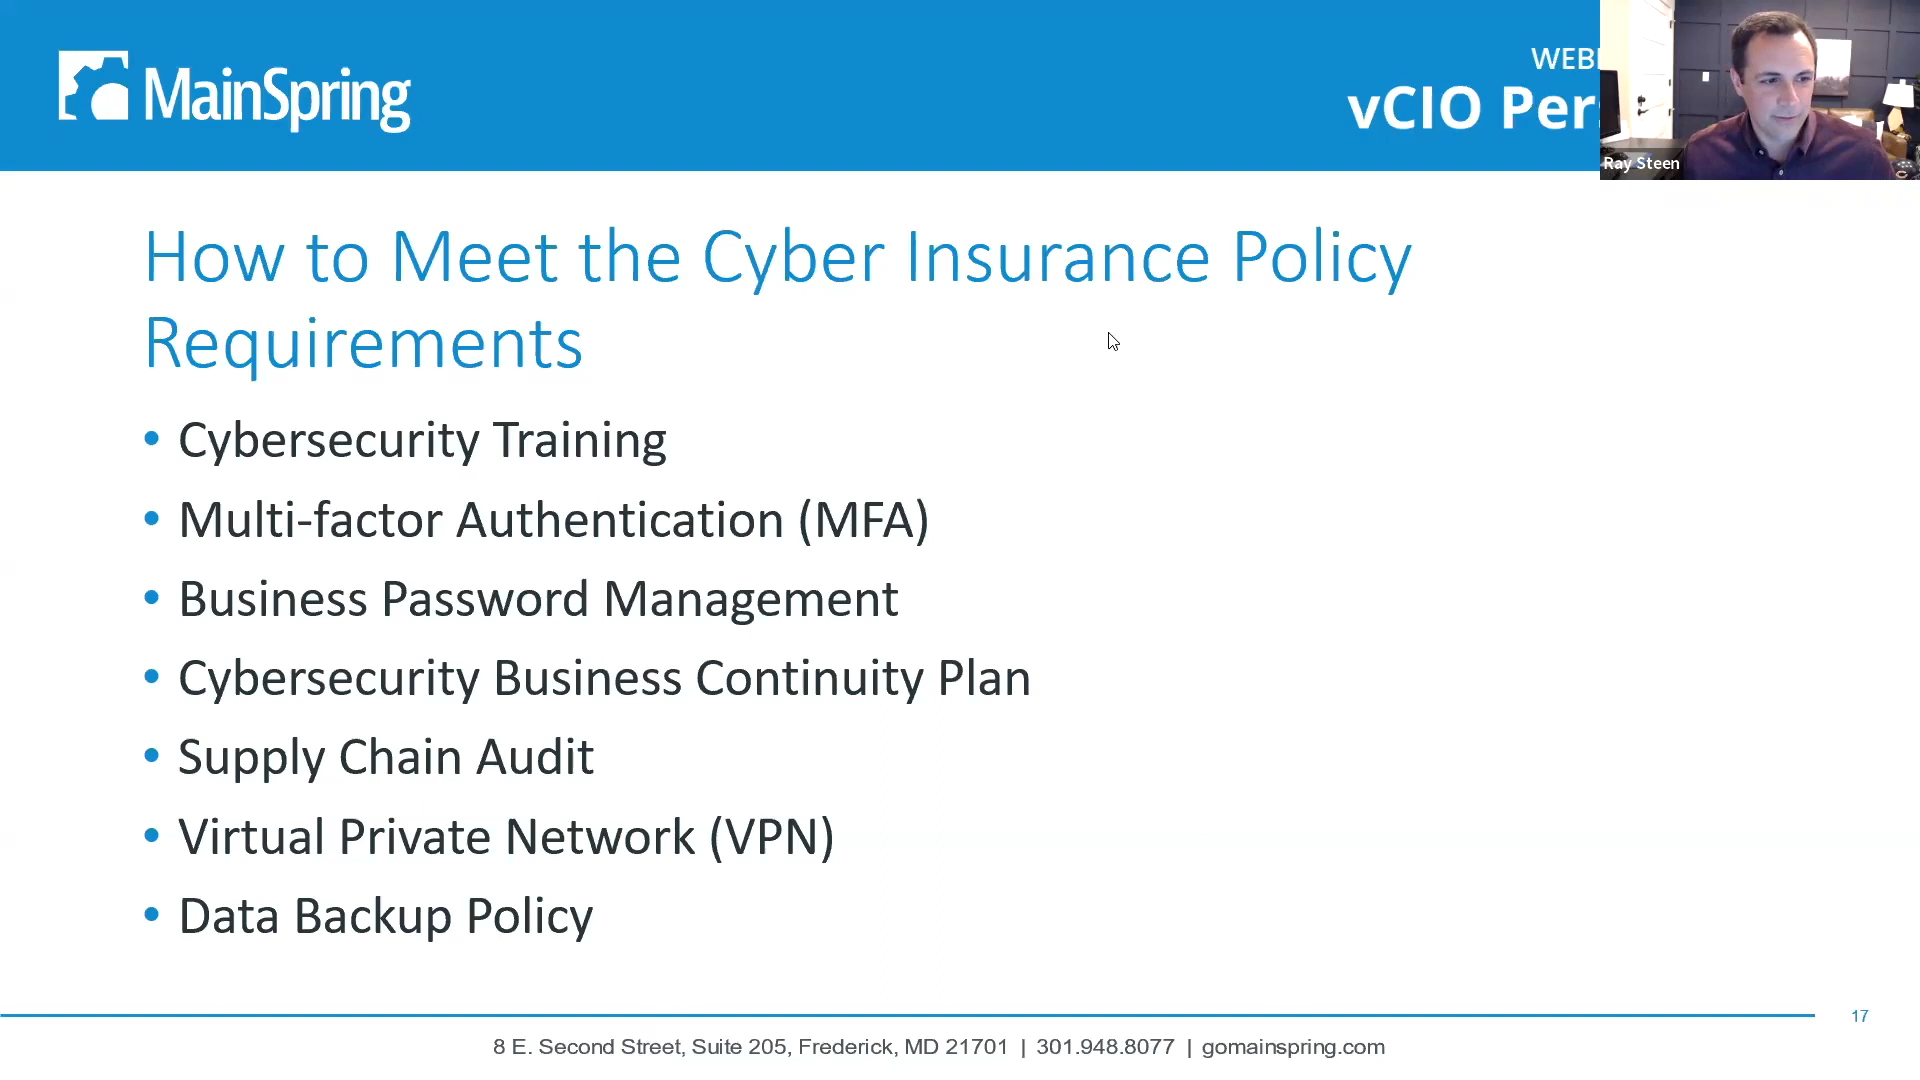 MainSpring
vCIO
Ray Steen
How to Meet the Cyber Insurance Policy
Requirements
• Cybersecurity Training
• Multi-factor Authentication (MFA)
• Business Password Management
• Cybersecurity Business Continuity Plan
• Supply Chain Audit
• Virtual Private Network (VPN)
• Data Backup Policy
17
8 E. Second Street, Suite 205, Frederick, MD 21701 | 301.948.8077 | gomainspring.com